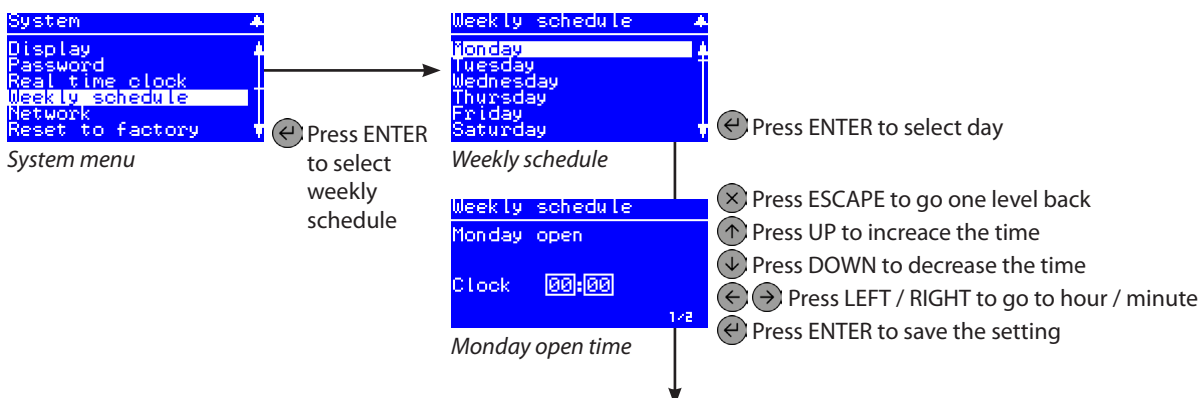 System
Display
Password
Real time clock
Weekly schedule
Network
Reset to factory
System menu
Press ENTER
to select
weekly
schedule
Weekly schedule
Monday
Tuesday
Wednesday
Thursday
Friday
Saturday
Weekly schedule
Press ENTER to select day
Weekly schedule
Monday open
Clock 00:00
1/2
Monday open time
Press ESCAPE to go one level back
Press UP to increace the time
Press DOWN to decrease the time
Press LEFT / RIGHT to go to hour / minute
Press ENTER to save the setting